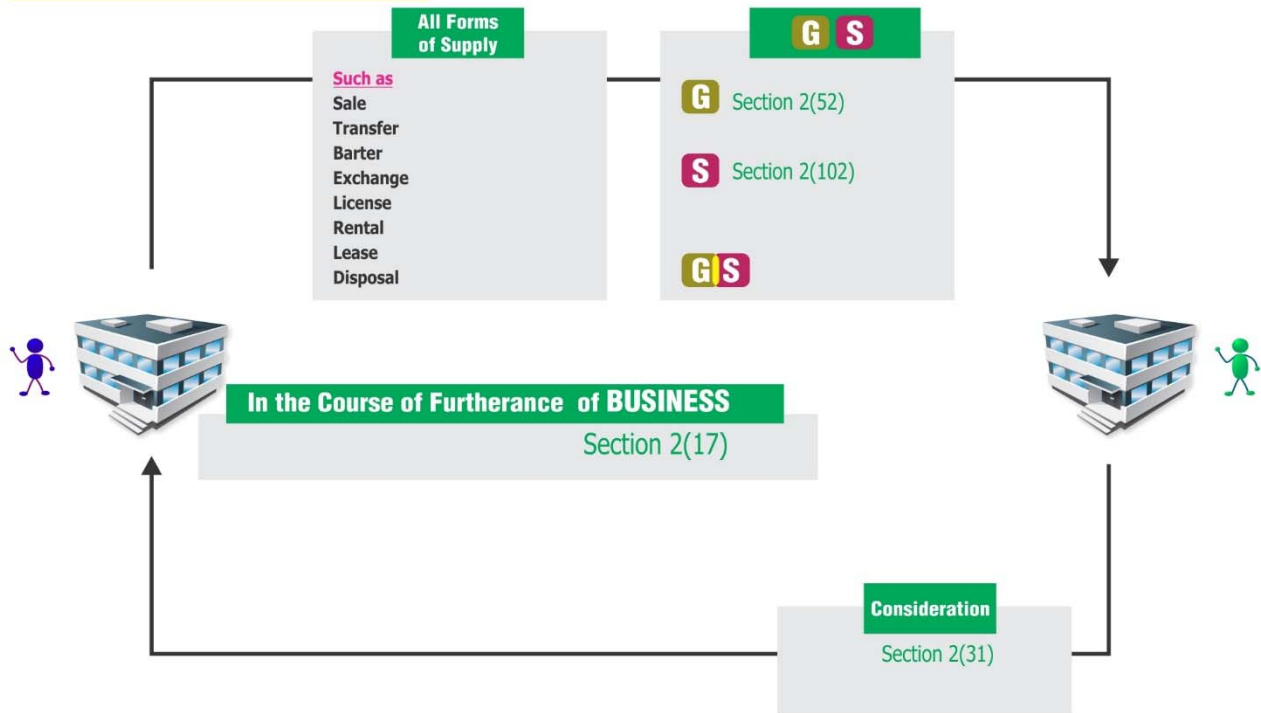 All Forms
of Supply
Such as
Sale
Transfer
Barter
Exchange
License
Rental
Lease
Disposal
G S
G Section 2(52)
S Section 2(102)
G S
In the Course of Furtherance of BUSINESS
Section 2(17)
Consideration
Section 2(31)